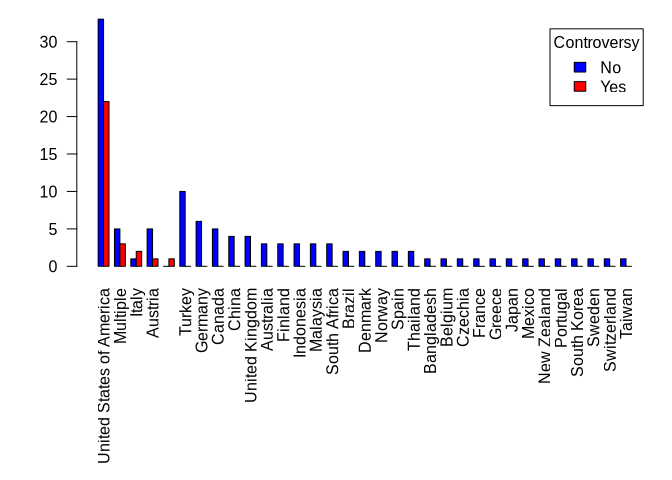 30
25
20
15
10
5
0
Controversy
No
Yes
United States of America
Multiple
Italy
Austria
Turkey
Germany
Canada
China
United Kingdom
Australia
Finland
Indonesia
Malaysia
South Africa
Brazil
Denmark
Norway
Spain
Thailand
Bangladesh
Belgium
Czechia
France
Greece
Japan
Mexico
New Zealand
Portugal
South Korea
Sweden
Switzerland
Taiwan